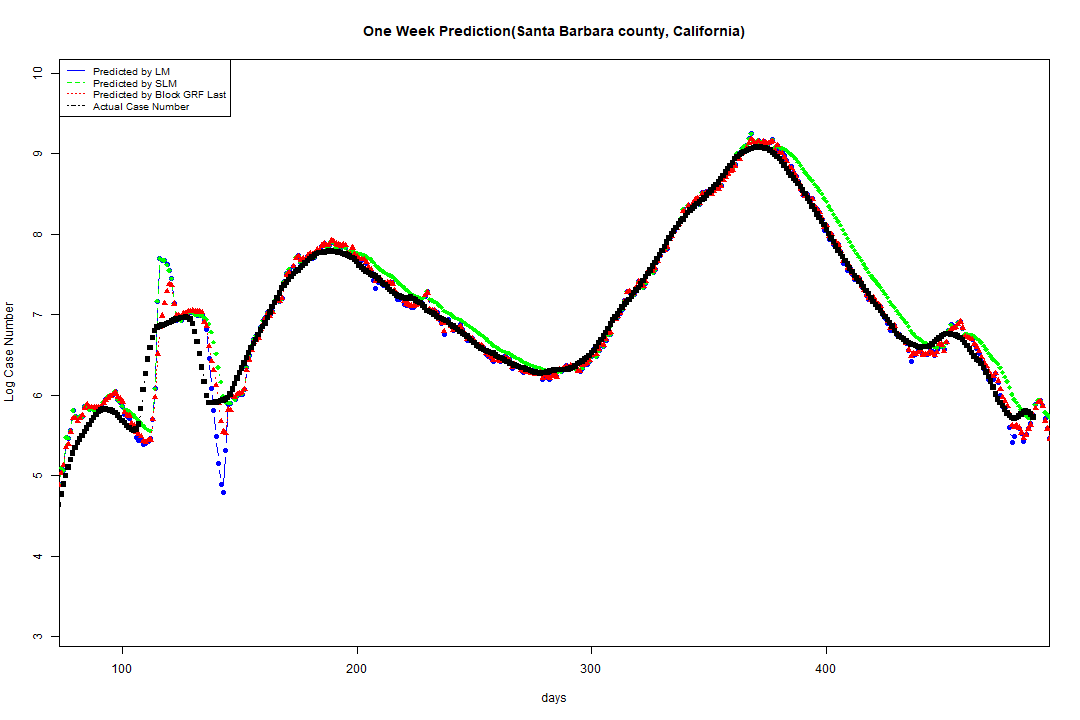 One Week Prediction(Santa Barbara county, California)
Predicted by LM
Predicted by SLM
Predicted by Block GRF Last
Actual Case Number
10
9
8
7
6
5
4
3
Log Case Number
100
200
300
400
days